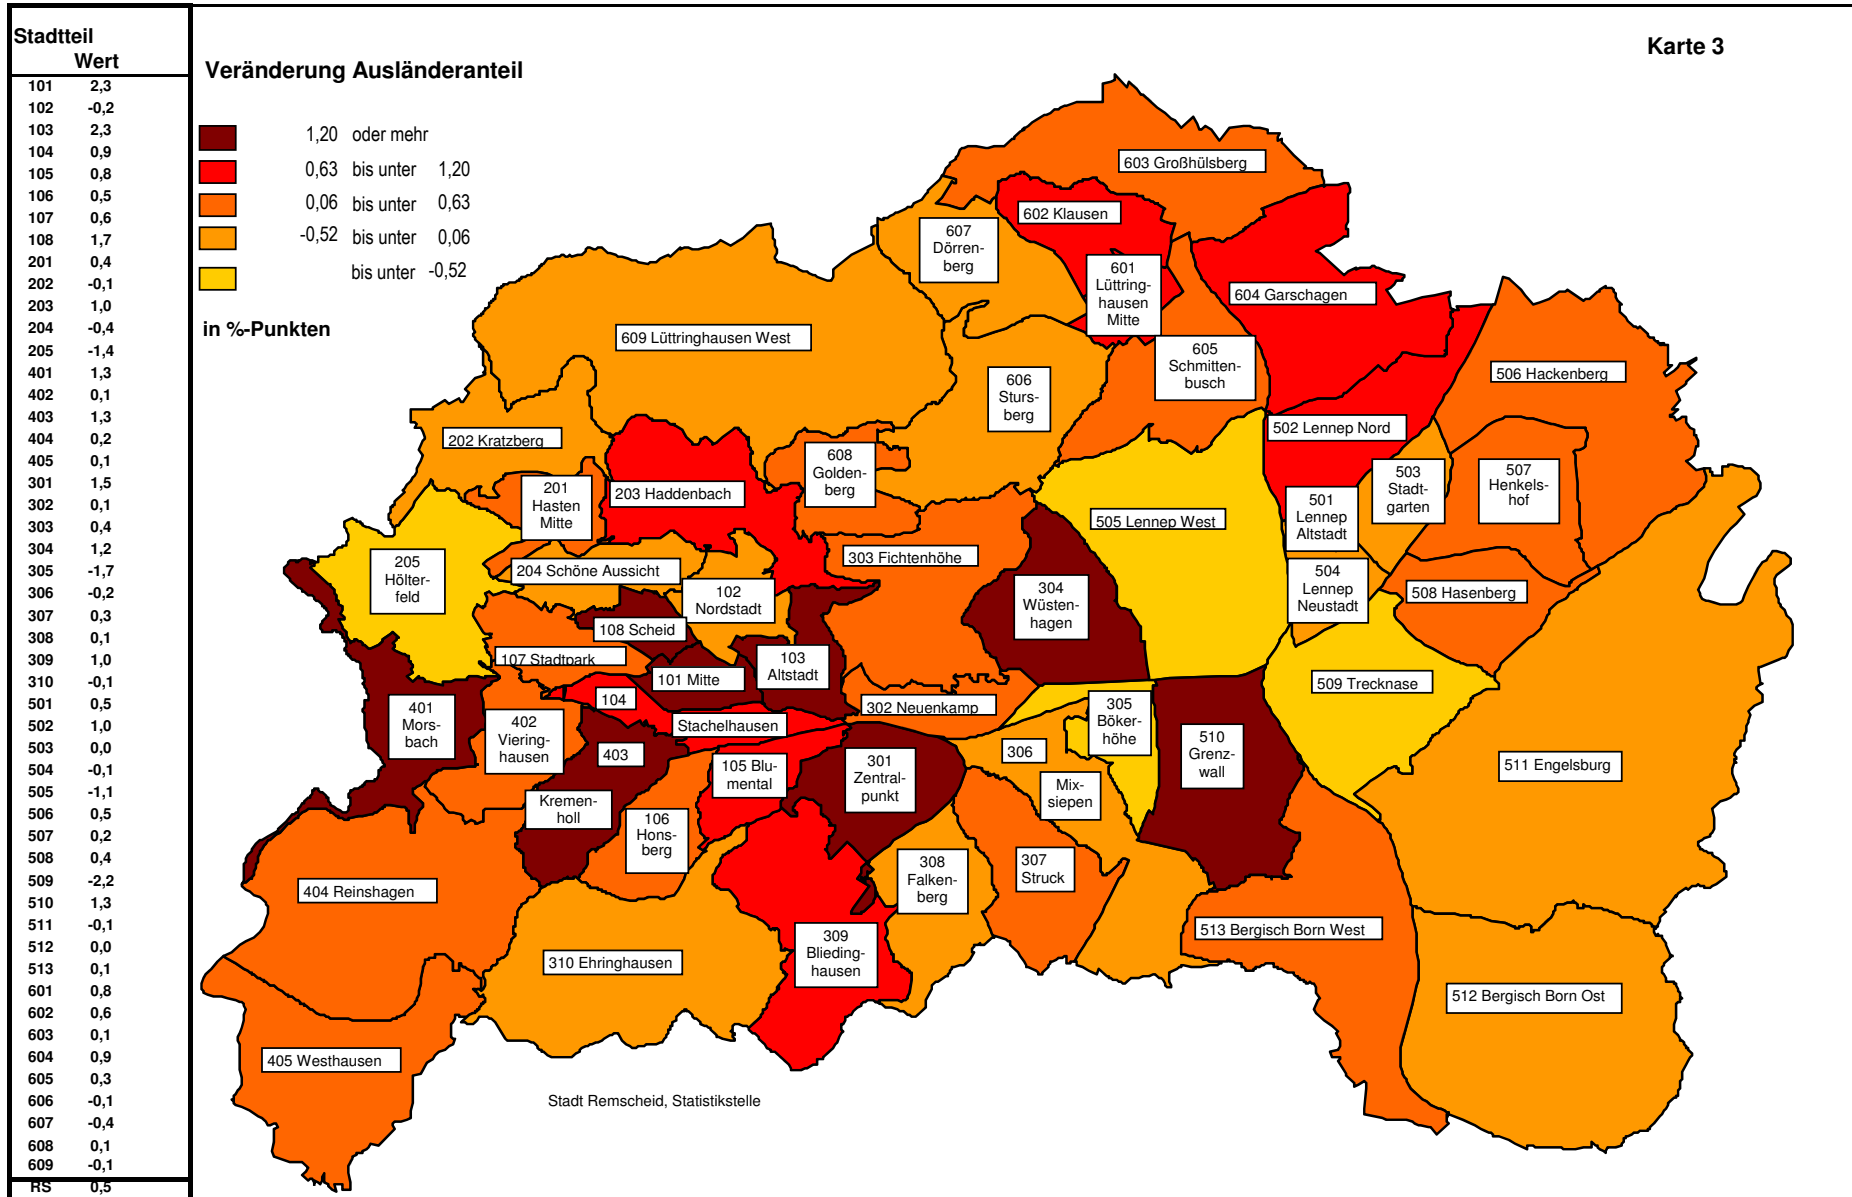 Stadtteil
Wert
101 2,3
102 -0,2
103 2,3
104 0,9
105 0,8
106 0,5
107 0,6
108 1,7
201 0,4
202 -0,1
203 1,0
204 -0,4
205 -1,4
401 1,3
402 0,1
403 1,3
404 0,2
405 0,1
301 1,5
302 0,1
303 0,4
304 1,2
305 -1,7
306 -0,2
307 0,3
308 0,1
309 1,0
310 -0,1
501 0,5
502 1,0
503 0,0
504 -0,1
505 -1,1
506 0,5
507 0,2
508 0,4
509 -2,2
510 1,3
511 -0,1
512 0,0
513 0,1
601 0,8
602 0,6
603 0,1
604 0,9
605 0,3
606 -0,1
607 -0,4
608 0,1
609 -0,1
RS 0,5
Karte 3
Veränderung Ausländeranteil
1,20 oder mehr
0,63 bis unter 1,20
0,06 bis unter 0,63
-0,52 bis unter 0,06
bis unter -0,52
in %-Punkten
603 Großhülsberg
602 Klausen
607
Dörren-
berg
601
Lüttring-
hausen
Mitte
604 Garschagen
609 Lüttringhausen West
605
Schmitten-
busch
606
Sturs-
berg
506 Hackenberg
502 Lennep Nord
202 Kratzberg
608
Golden-
berg
503
Stadt-
garten
507
Henkels-
hof
201
Hasten
Mitte
203 Haddenbach
501
Lennep
Altstadt
505 Lennep West
303 Fichtenhöhe
205
Hölter-
feld
204 Schöne Aussicht
102
Nordstadt
304
Wüsten-
hagen
504
Lennep
Neustadt
508 Hasenberg
108 Scheid
107 Stadtpark
103
Altstadt
101 Mitte
509 Trecknase
104
Stachelhausen
302 Neuenkamp
305
Böker-
höhe
401
Mors-
bach
402
Viering-
hausen
403
Kremen-
holl
105 Blu-
mental
301
Zentral-
punkt
306
Mix-
siepen
510
Grenz-
wall
511 Engelsburg
106
Hons-
berg
308
Falken-
berg
307
Struck
404 Reinshagen
513 Bergisch Born West
309
Blieding-
hausen
310 Ehringhausen
512 Bergisch Born Ost
405 Westhausen
Stadt Remscheid, Statistikstelle